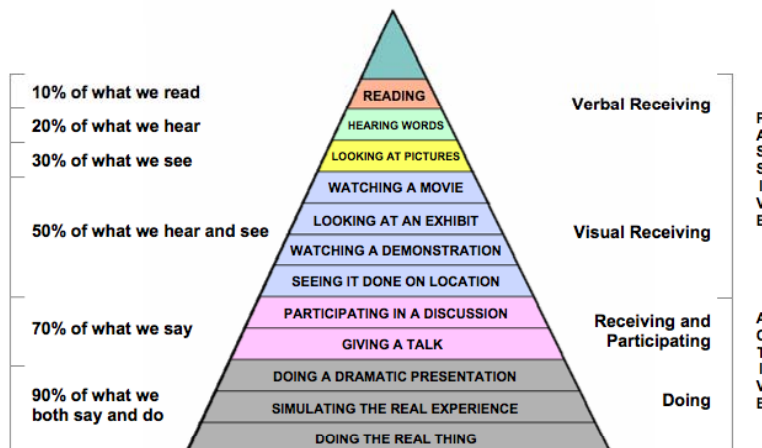 10% of what we read
READING
Verbal Receiving
20% of what we hear
HEARING WORDS
30% of what we see
LOOKING AT PICTURES
WATCHING A MOVIE
50% of what we hear and see
LOOKING AT AN EXHIBIT
Visual Receiving
WATCHING A DEMONSTRATION
SEEING IT DONE ON LOCATION
PASSIVE
70% of what we say
PARTICIPATING IN A DISCUSSION
Receiving and
Participating
GIVING A TALK
90% of what we
both say and do
DOING A DRAMATIC PRESENTATION
SIMULATING THE REAL EXPERIENCE
Doing
DOING THE REAL THING
ACTIVE